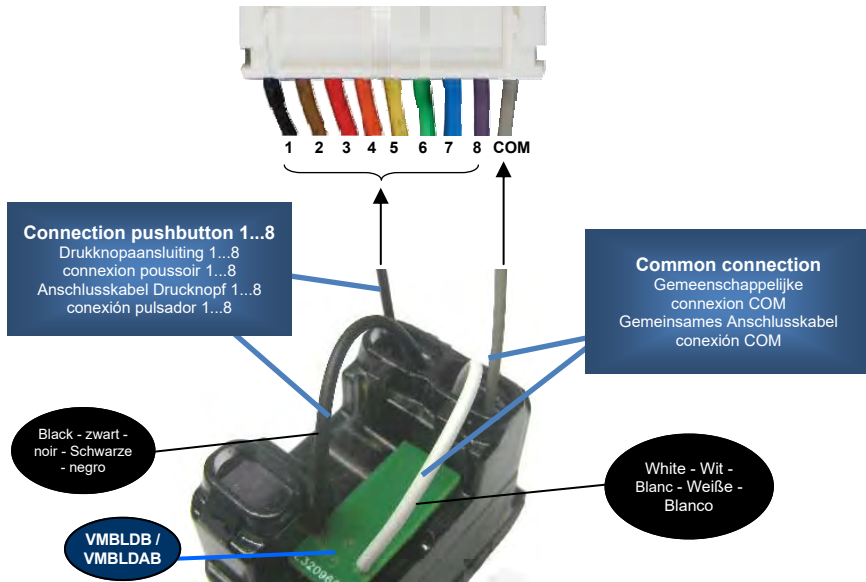 1 2 3 4 5 6 7 8 COM
Connection pushbutton 1...8
Drukknopaansluiting 1...8
connexion poussoir 1...8
Anschlusskabel Drucknopf 1...8
conexión pulsador 1...8
Common connection
Gemeenschappelijke
connexion COM
Gemeinsames Anschlusskabel
conexión COM
Black - zwart -
noir - Schwarze
- negro
White - Wit -
Blanc - Weiße -
Blanco
VMBLDB /
VMBLDAB